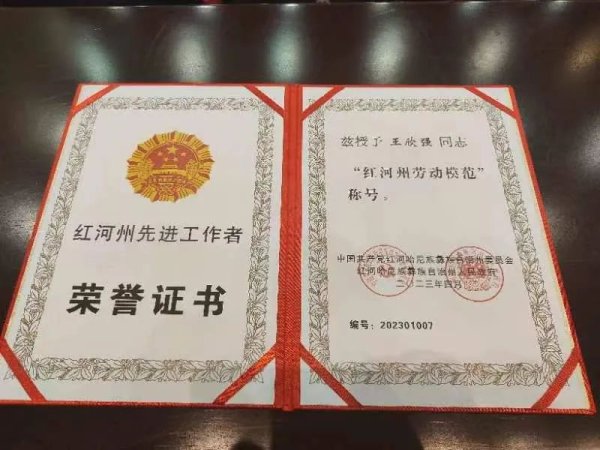 红河州先进工作者
荣誉证书
兹授予 王欣强 同志
“红河州劳动模范”
称号。
中国共产党红河哈尼族彝族自治州委员会
红河哈尼族彝族自治州人民政府
二〇二三年四月
编号：202301007